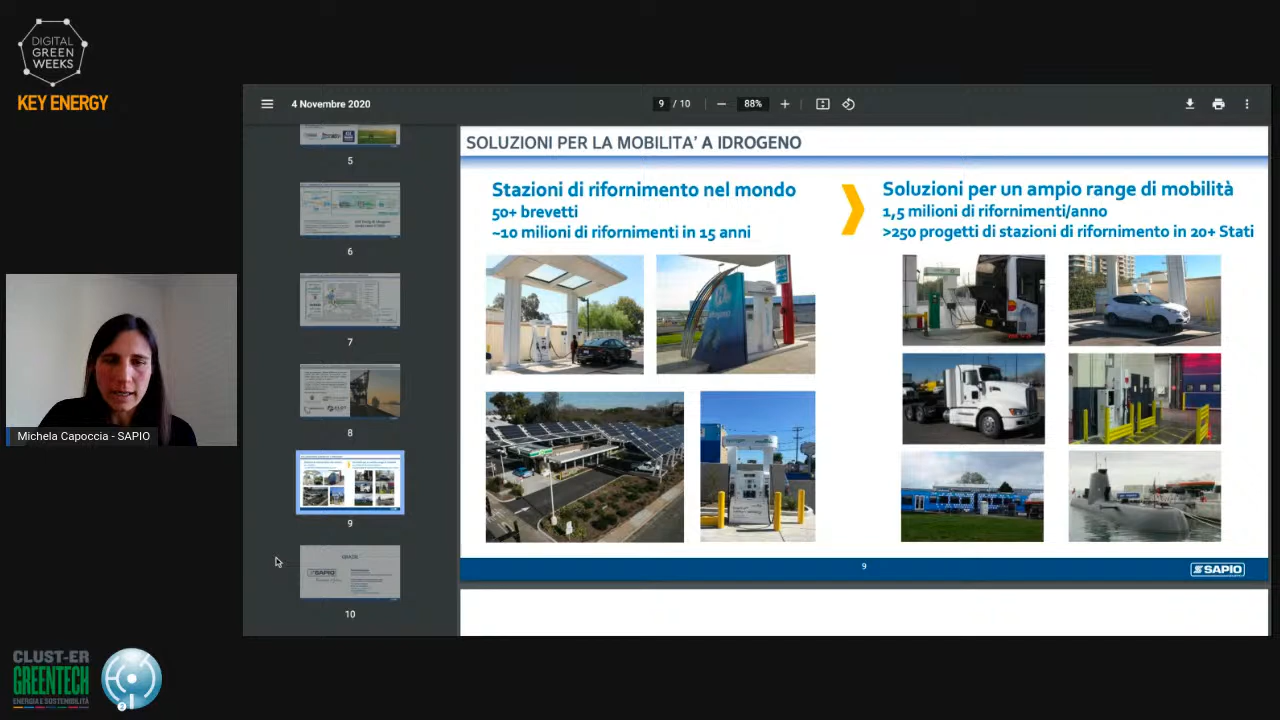 DIGITAL
GREEN
WEEKS
KEY ENERGY
4 Novembre 2020
9 / 10
88%
5
6
7
8
9
10
SOLUZIONI PER LA MOBILITA’ A IDROGENO
Stazioni di rifornimento nel mondo
50+ brevetti
~10 milioni di rifornimenti in 15 anni
Soluzioni per un ampio range di mobilità
1,5 milioni di rifornimenti/anno
>250 progetti di stazioni di rifornimento in 20+ Stati
9
SAPIO
Michela Capoccia - SAPIO
CLUST-ER
GREENTECH
ENERGIA E SOSTENIBILITÀ